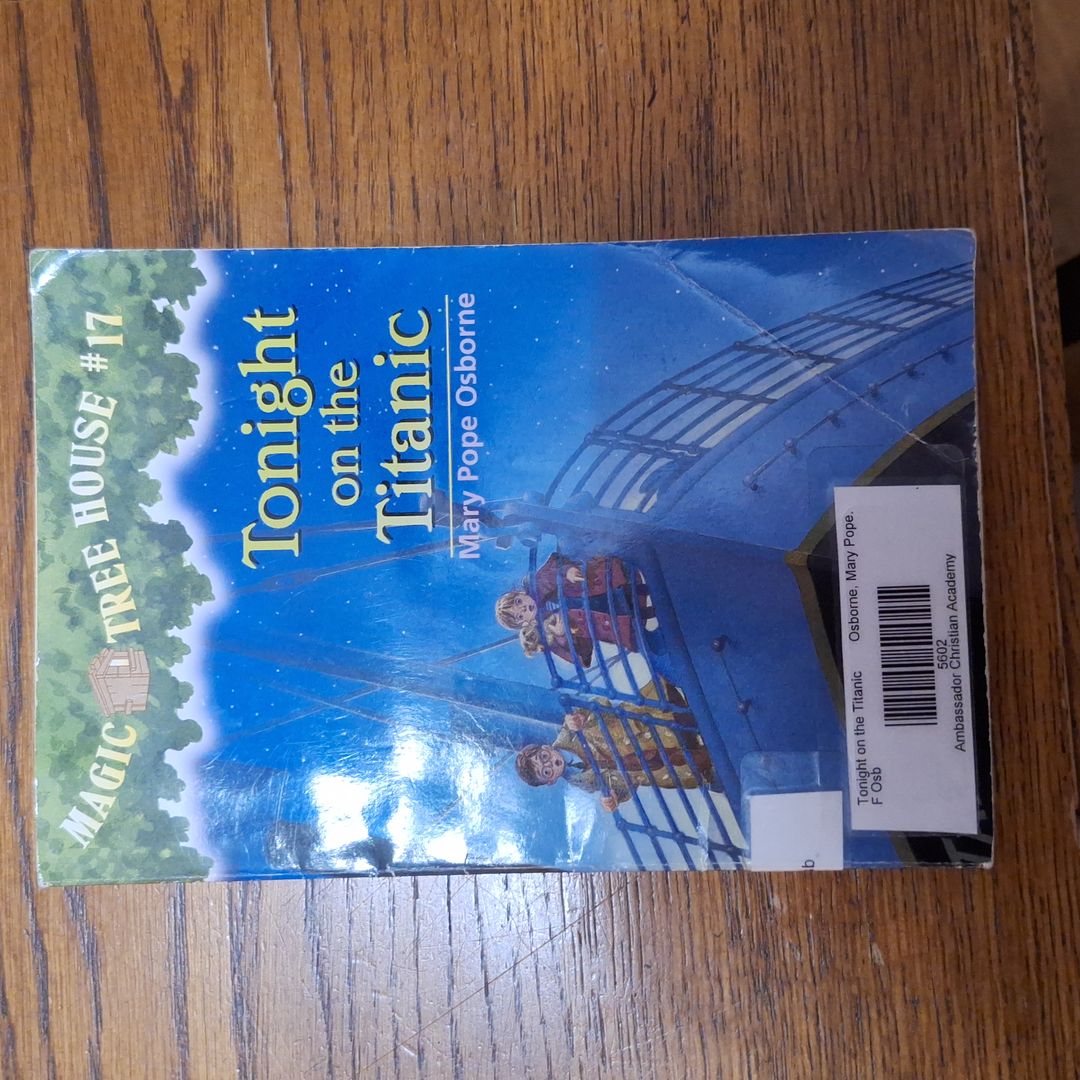 MAGIC TREE HOUSE #17
Tonight
on the
Titanic
Mary Pope Osborne
Tonight on the Titanic Osborne, Mary Pope.
F Osb
5602
Ambassador Christian Academy
b